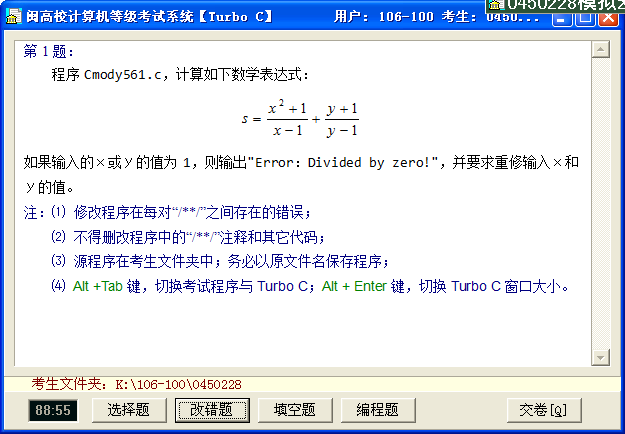 闽高校计算机等级考试系统【Turbo C】 用户: 106-100 考生: 0450...
0450228模拟
第 1 题:
程序 Cmody561.c, 计算如下数学表达式:
s = (x² + 1)/(x − 1) + (y + 1)/(y − 1)
如果输入的 x 或 y 的值为 1, 则输出"Error: Divided by zero!", 并要求重修输入 x 和
y 的值。
注: ⑴ 修改程序在每对“/**/”之间存在的错误;
⑵ 不得删改程序中的“/**/”注释和其它代码;
⑶ 源程序在考生文件夹中; 务必以原文件名保存程序;
⑷ Alt +Tab 键, 切换考试程序与 Turbo C; Alt + Enter 键, 切换 Turbo C 窗口大小。
考生文件夹: K:\106-100\0450228
88:55 选择题 改错题 填空题 编程题 交卷[Q]